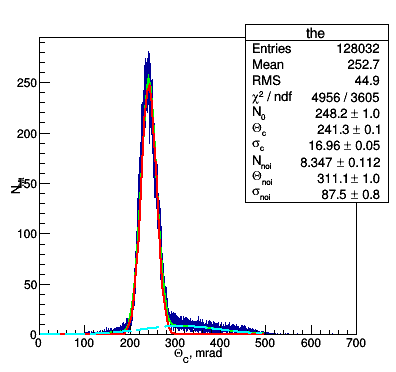 the
Entries 128032
Mean 252.7
RMS 44.9
χ² / ndf 4956 / 3605
N₀ 248.2 ± 1.0
Θc 241.3 ± 0.1
σc 16.96 ± 0.05
Nnoi 8.347 ± 0.112
Θnoi 311.1 ± 1.0
σnoi 87.5 ± 0.8
250
200
150
100
50
0
0 100 200 300 400 500 600 700
Θc, mrad